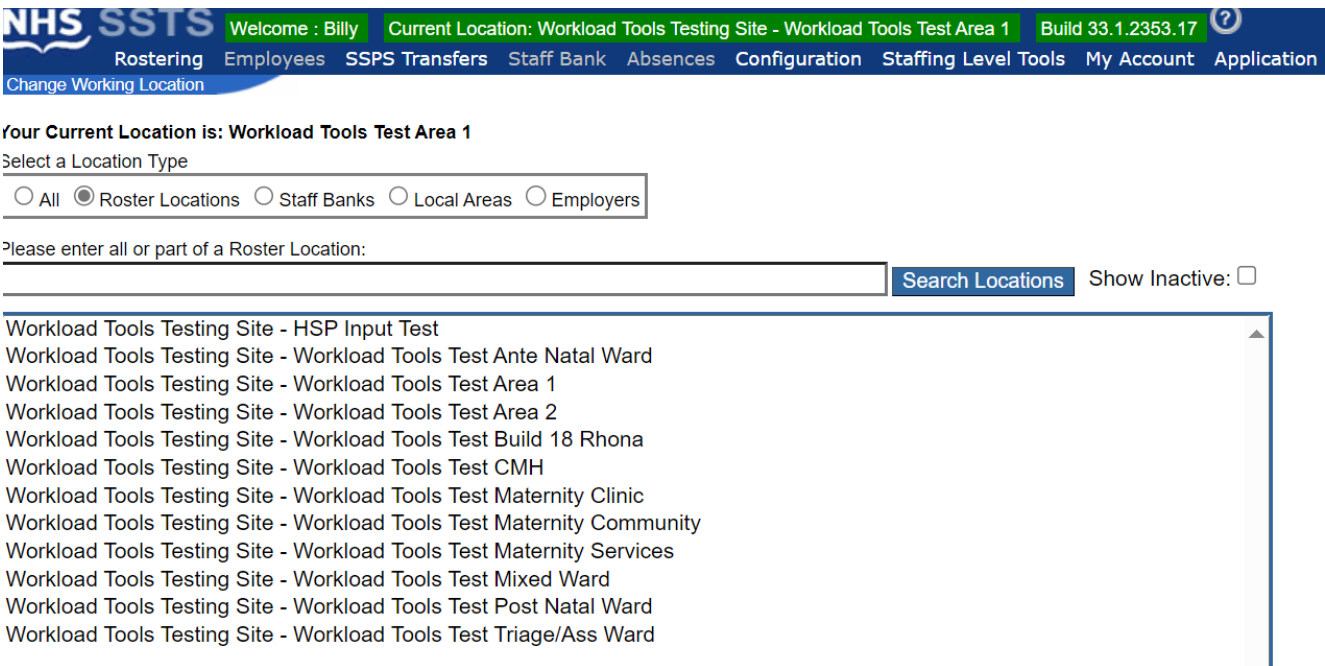 NHS SSTS Welcome : Billy Current Location: Workload Tools Testing Site - Workload Tools Test Area 1 Build 33.1.2353.17 ?
Rostering Employees SSPS Transfers Staff Bank Absences Configuration Staffing Level Tools My Account Application
Change Working Location
Your Current Location is: Workload Tools Test Area 1
Select a Location Type
All Roster Locations Staff Banks Local Areas Employers
Please enter all or part of a Roster Location:
Search Locations Show Inactive:
Workload Tools Testing Site - HSP Input Test
Workload Tools Testing Site - Workload Tools Test Ante Natal Ward
Workload Tools Testing Site - Workload Tools Test Area 1
Workload Tools Testing Site - Workload Tools Test Area 2
Workload Tools Testing Site - Workload Tools Test Build 18 Rhona
Workload Tools Testing Site - Workload Tools Test CMH
Workload Tools Testing Site - Workload Tools Test Maternity Clinic
Workload Tools Testing Site - Workload Tools Test Maternity Community
Workload Tools Testing Site - Workload Tools Test Maternity Services
Workload Tools Testing Site - Workload Tools Test Mixed Ward
Workload Tools Testing Site - Workload Tools Test Post Natal Ward
Workload Tools Testing Site - Workload Tools Test Triage/Ass Ward